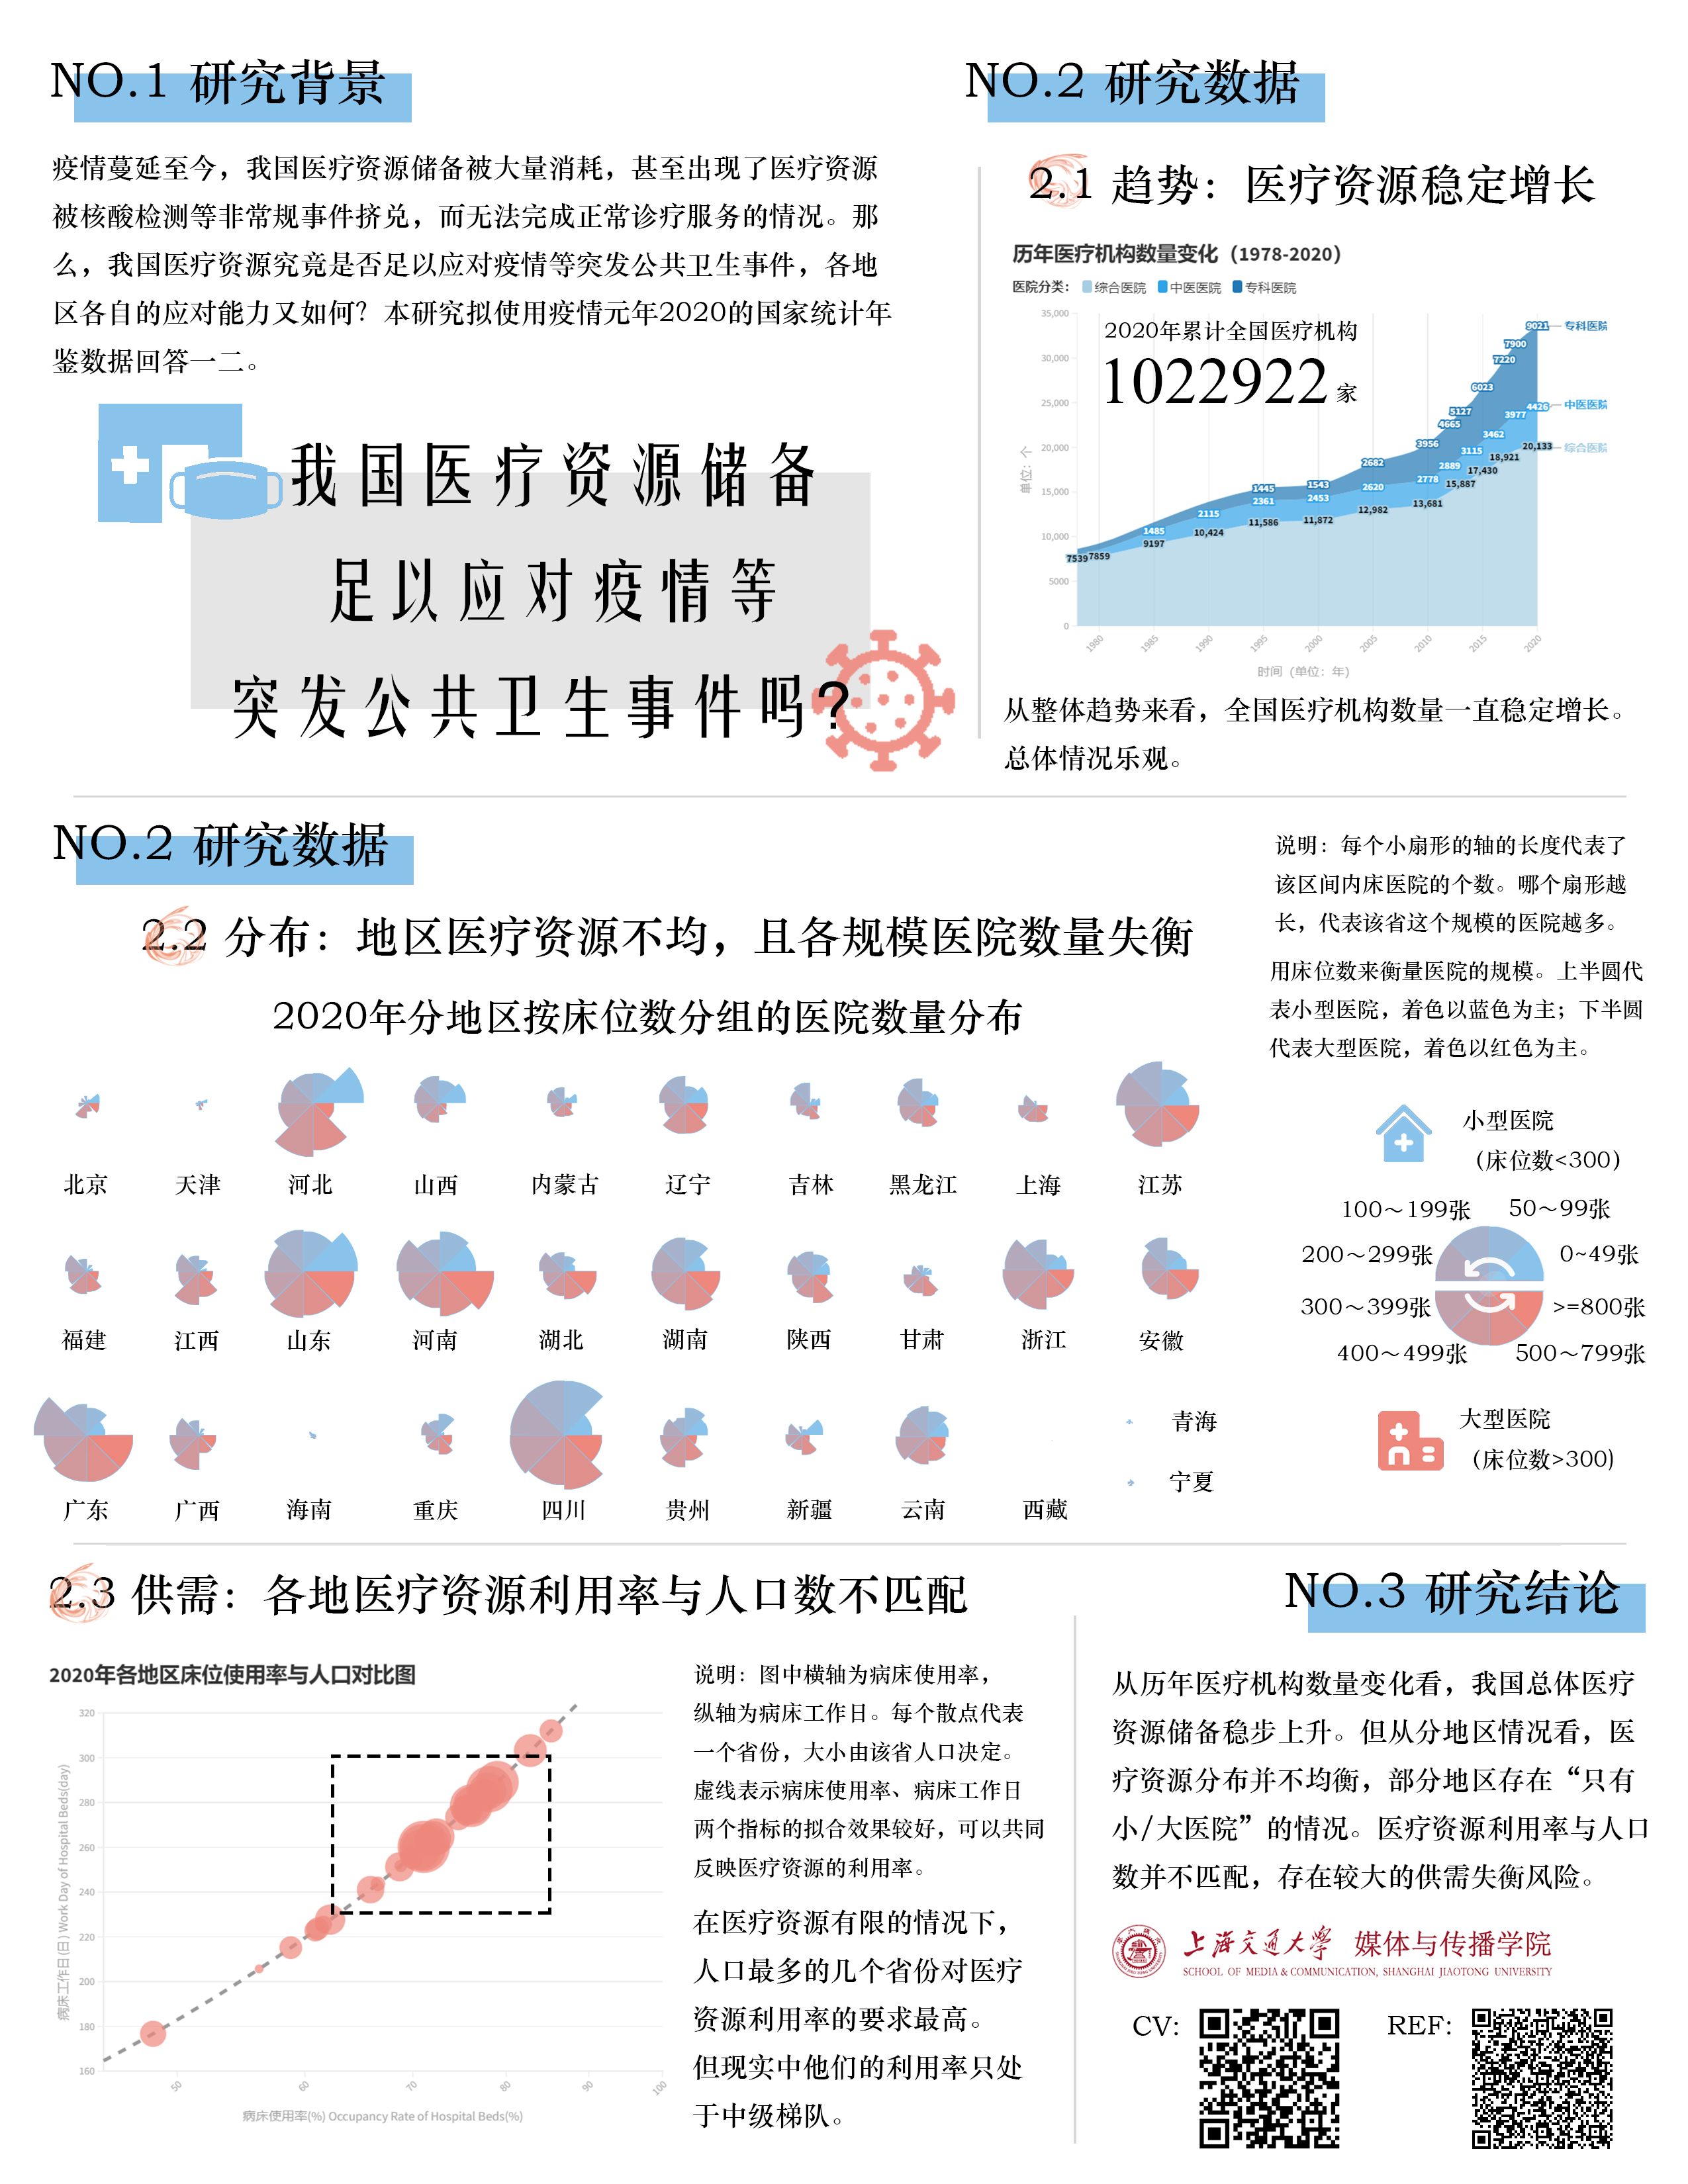 NO.1 研究背景
疫情蔓延至今，我国医疗资源储备被大量消耗，甚至出现了医疗资源
被核酸检测等非常规事件挤兑，而无法完成正常诊疗服务的情况。那
么，我国医疗资源究竟是否足以应对疫情等突发公共卫生事件，各地
区各自的应对能力又如何？本研究拟使用疫情元年2020的国家统计年
鉴数据回答一二。
我国医疗资源储备
足以应对疫情等
突发公共卫生事件吗?
NO.2 研究数据
2.1 趋势：医疗资源稳定增长
历年医疗机构数量变化（1978-2020）
医院分类： 综合医院 中医医院 专科医院
2020年累计全国医疗机构
1022922 家
单位：个
35,000
30,000
25,000
20,000
15,000
10,000
5000
0
9021 专科医院
7900
7220
6023
5127
4665
3956
2682
1543
1445
4426 中医医院
3977
3462
3115
2889
2778
2620
2453
2361
2115
1485
20,133 综合医院
18,921
17,430
15,887
13,681
12,982
11,872
11,586
10,424
9197
7859
7539
1980 1985 1990 1995 2000 2005 2010 2015 2020
时间（单位：年）
从整体趋势来看，全国医疗机构数量一直稳定增长。
总体情况乐观。
NO.2 研究数据
2.2 分布：地区医疗资源不均，且各规模医院数量失衡
2020年分地区按床位数分组的医院数量分布
北京 天津 河北 山西 内蒙古 辽宁 吉林 黑龙江 上海 江苏
福建 江西 山东 河南 湖北 湖南 陕西 甘肃 浙江 安徽
广东 广西 海南 重庆 四川 贵州 新疆 云南 西藏
青海
宁夏
说明：每个小扇形的轴的长度代表了
该区间内床医院的个数。哪个扇形越
长，代表该省这个规模的医院越多。
用床位数来衡量医院的规模。上半圆代
表小型医院，着色以蓝色为主；下半圆
代表大型医院，着色以红色为主。
小型医院
（床位数<300）
100～199张 50～99张
200～299张 0~49张
300～399张 >=800张
400～499张 500～799张
大型医院
（床位数>300）
2.3 供需：各地医疗资源利用率与人口数不匹配
2020年各地区床位使用率与人口对比图
病床工作日(日) Work Day of Hospital Beds(day)
320
300
280
260
240
220
200
180
160
50 60 70 80 90 100
病床使用率(%) Occupancy Rate of Hospital Beds(%)
说明：图中横轴为病床使用率，
纵轴为病床工作日。每个散点代表
一个省份，大小由该省人口决定。
虚线表示病床使用率、病床工作日
两个指标的拟合效果较好，可以共同
反映医疗资源的利用率。
在医疗资源有限的情况下，
人口最多的几个省份对医疗
资源利用率的要求最高。
但现实中他们的利用率只处
于中级梯队。
NO.3 研究结论
从历年医疗机构数量变化看，我国总体医疗
资源储备稳步上升。但从分地区情况看，医
疗资源分布并不均衡，部分地区存在“只有
小/大医院”的情况。医疗资源利用率与人口
数并不匹配，存在较大的供需失衡风险。
上海交通大学 媒体与传播学院
SCHOOL OF MEDIA & COMMUNICATION, SHANGHAI JIAOTONG UNIVERSITY
CV: REF: